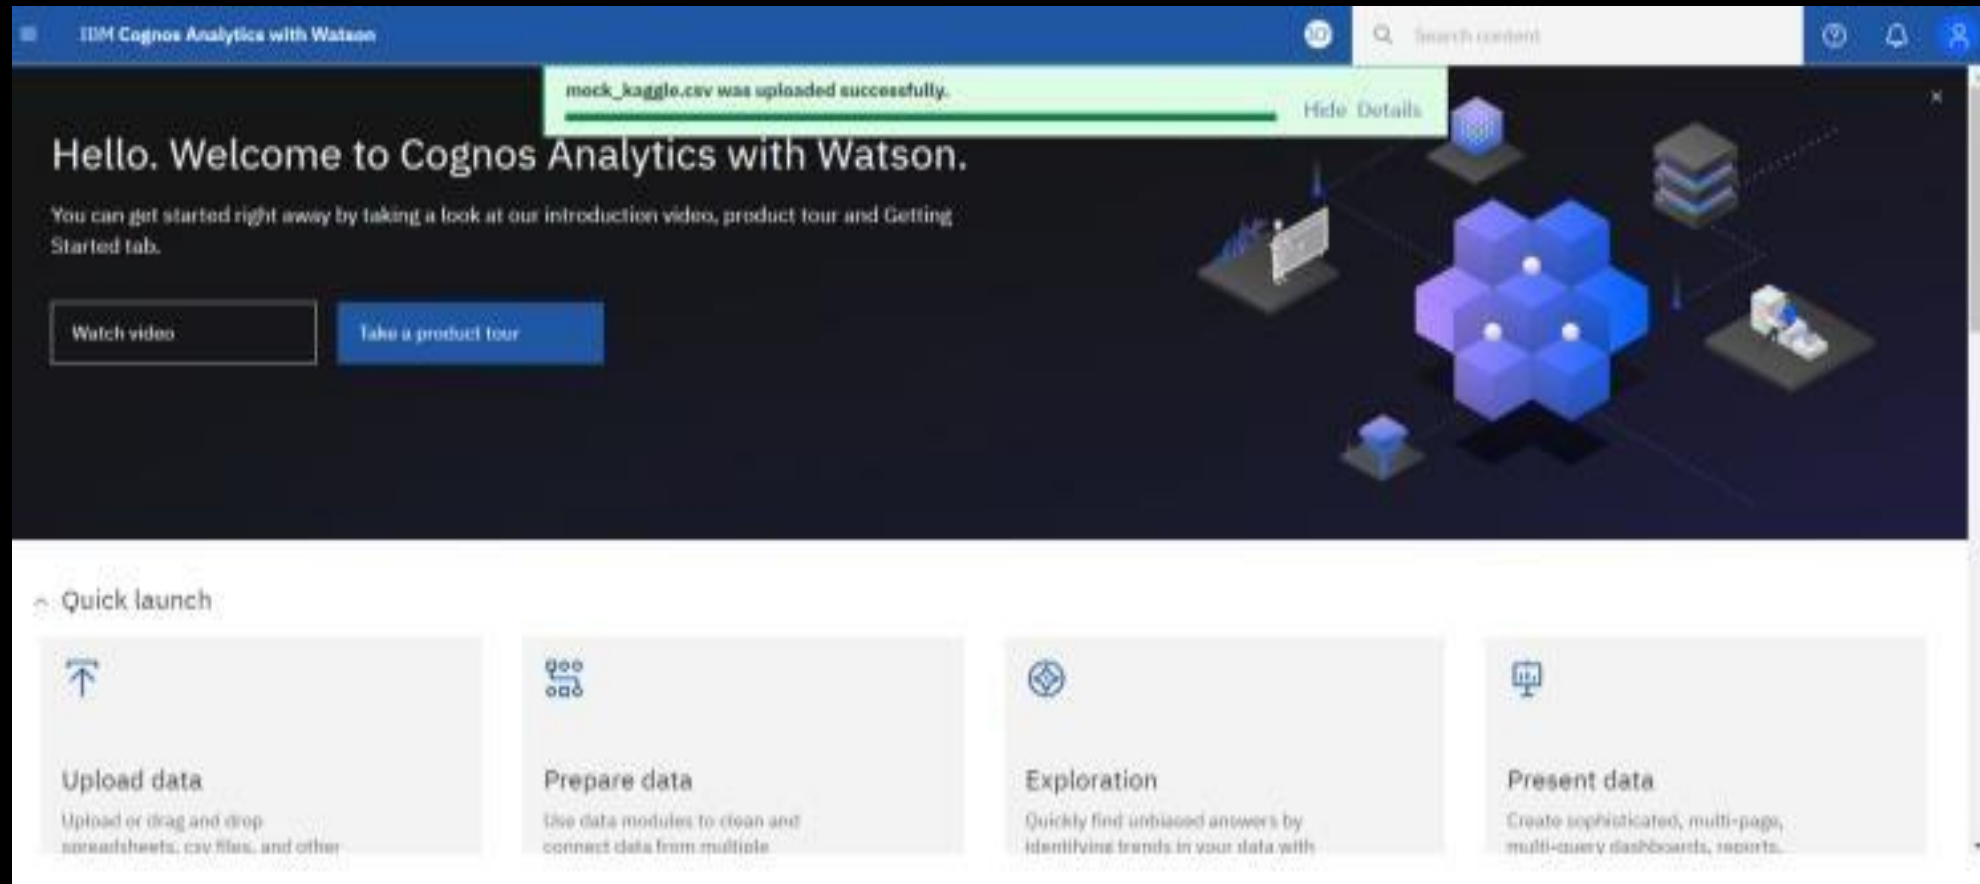 IBM Cognos Analytics with Watson
Search content
mock_kaggle.csv was uploaded successfully.
Hide Details
Hello. Welcome to Cognos Analytics with Watson.
You can get started right away by taking a look at our introduction video, product tour and Getting
Started tab.
Watch video
Take a product tour
Quick launch
Upload data
Upload or drag and drop
spreadsheets, csv files, and other
Prepare data
Use data modules to clean and
connect data from multiple
Exploration
Quickly find unbiased answers by
identifying trends in your data with
Present data
Create sophisticated, multi-page,
multi-query dashboards, reports,